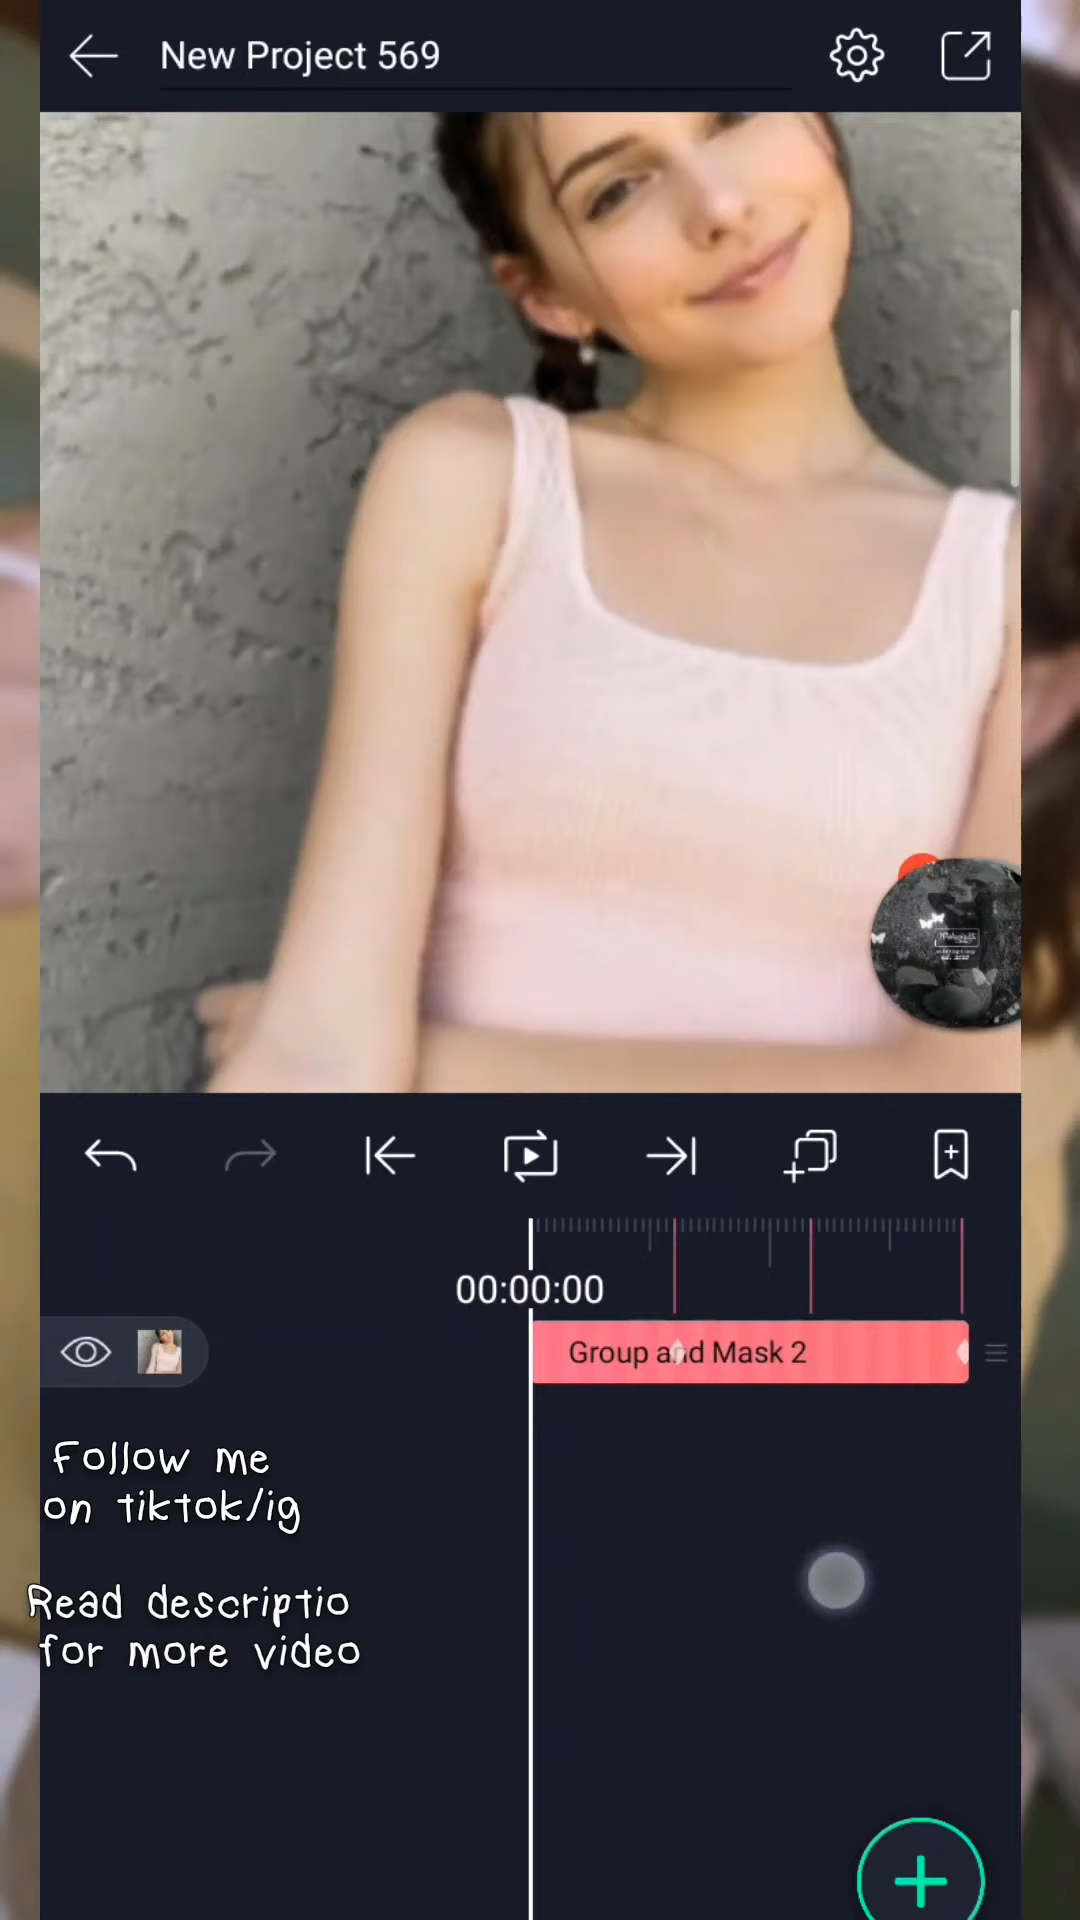 New Project 569
00:00:00
Group and Mask 2
Follow me
on tiktok/ig
Read descriptio
for more video